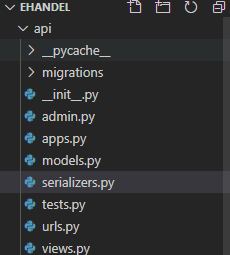 EHANDEL
api
__pycache__
migrations
__init__.py
admin.py
apps.py
models.py
serializers.py
tests.py
urls.py
views.py